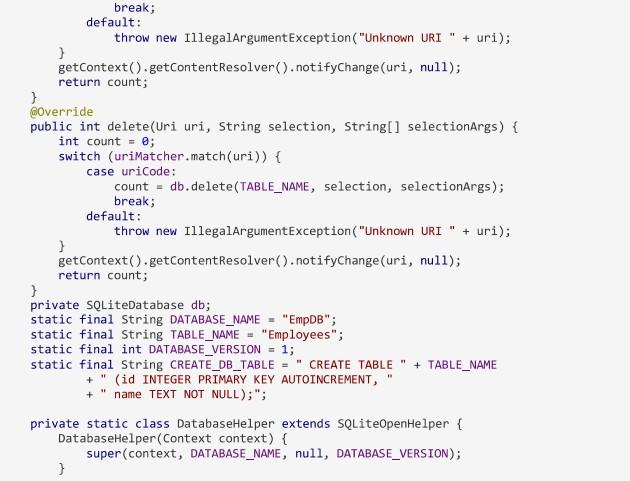 break;
        default:
            throw new IllegalArgumentException("Unknown URI " + uri);
    }
    getContext().getContentResolver().notifyChange(uri, null);
    return count;
}
@Override
public int delete(Uri uri, String selection, String[] selectionArgs) {
    int count = 0;
    switch (uriMatcher.match(uri)) {
        case uriCode:
            count = db.delete(TABLE_NAME, selection, selectionArgs);
            break;
        default:
            throw new IllegalArgumentException("Unknown URI " + uri);
    }
    getContext().getContentResolver().notifyChange(uri, null);
    return count;
}
private SQLiteDatabase db;
static final String DATABASE_NAME = "EmpDB";
static final String TABLE_NAME = "Employees";
static final int DATABASE_VERSION = 1;
static final String CREATE_DB_TABLE = " CREATE TABLE " + TABLE_NAME
        + " (id INTEGER PRIMARY KEY AUTOINCREMENT, "
        + " name TEXT NOT NULL);";

private static class DatabaseHelper extends SQLiteOpenHelper {
    DatabaseHelper(Context context) {
        super(context, DATABASE_NAME, null, DATABASE_VERSION);
    }